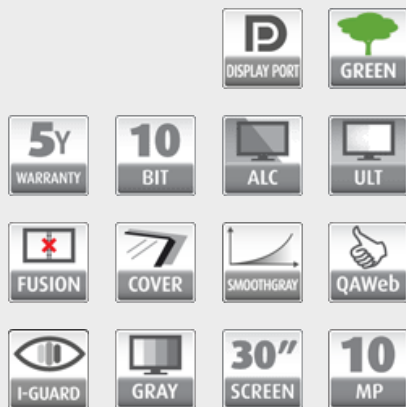 DISPLAY PORT
GREEN
5Y
WARRANTY
10
BIT
ALC
ULT
FUSION
COVER
SMOOTHGRAY
QAWeb
I-GUARD
GRAY
30"
SCREEN
10
MP